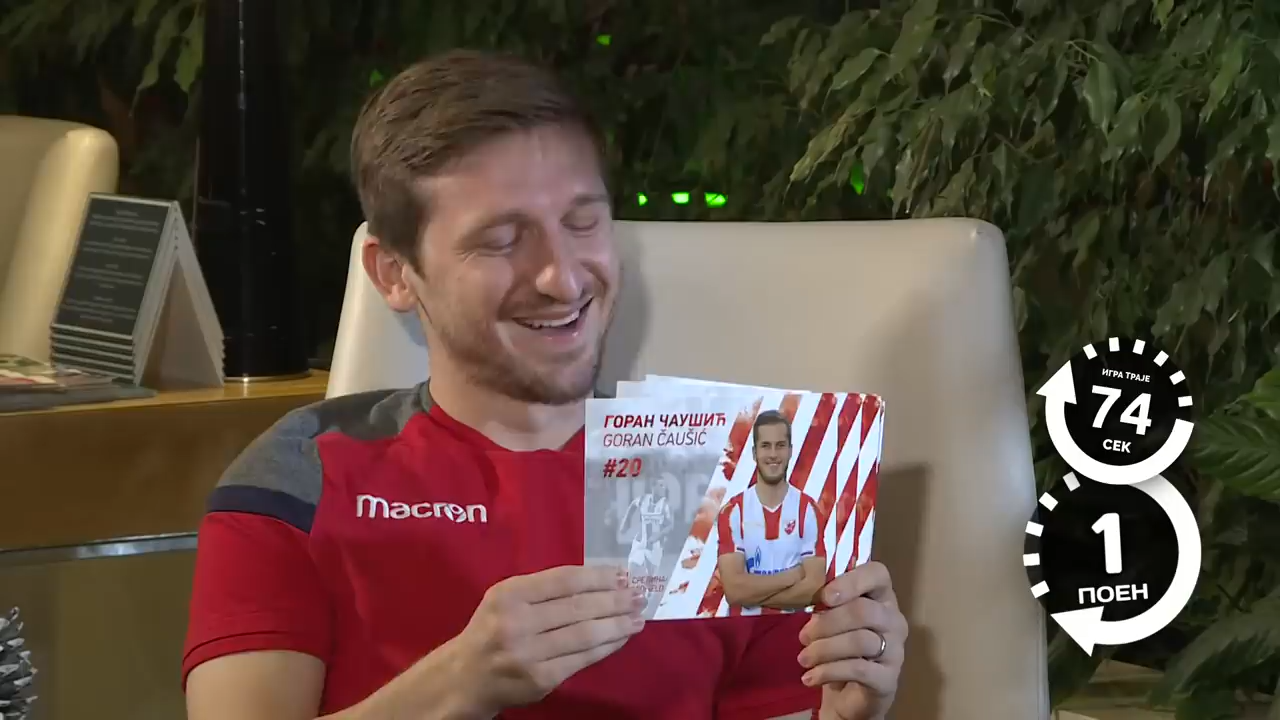 macron
ГОРАН ЧАУШИЋ
GORAN ČAUŠIĆ
#20
ИГРА ТРАЈЕ
74
СЕК
1
ПОЕН